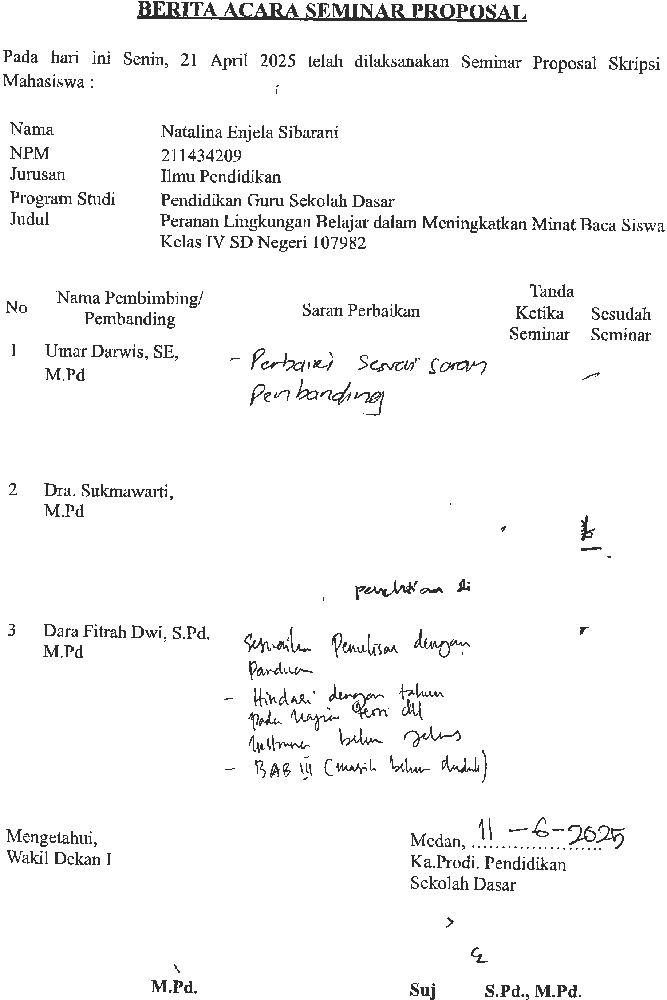 BERITA ACARA SEMINAR PROPOSAL
Pada hari ini Senin, 21 April 2025 telah dilaksanakan Seminar Proposal Skripsi
Mahasiswa :
Nama Natalina Enjela Sibarani
NPM 211434209
Jurusan Ilmu Pendidikan
Program Studi Pendidikan Guru Sekolah Dasar
Judul Peranan Lingkungan Belajar dalam Meningkatkan Minat Baca Siswa
Kelas IV SD Negeri 107982
No Nama Pembimbing/ Pembanding Saran Perbaikan Tanda
Ketika Seminar Sesudah Seminar
1 Umar Darwis, SE, M.Pd
- Perbaiki Sesuai saran
Pembanding
2 Dra. Sukmawarti,
M.Pd
penelitian di
3 Dara Fitrah Dwi, S.Pd. M.Pd
Sesuaikan Penulisan dengan
Panduan
- Hindari dengan tahun
pada kajian teori dll
Instrumen belum jelas
- BAB III (masih belum duduk)
Mengetahui,
Wakil Dekan I
Medan, 11-6-2025
Ka.Prodi. Pendidikan
Sekolah Dasar
M.Pd.
Suj S.Pd., M.Pd.